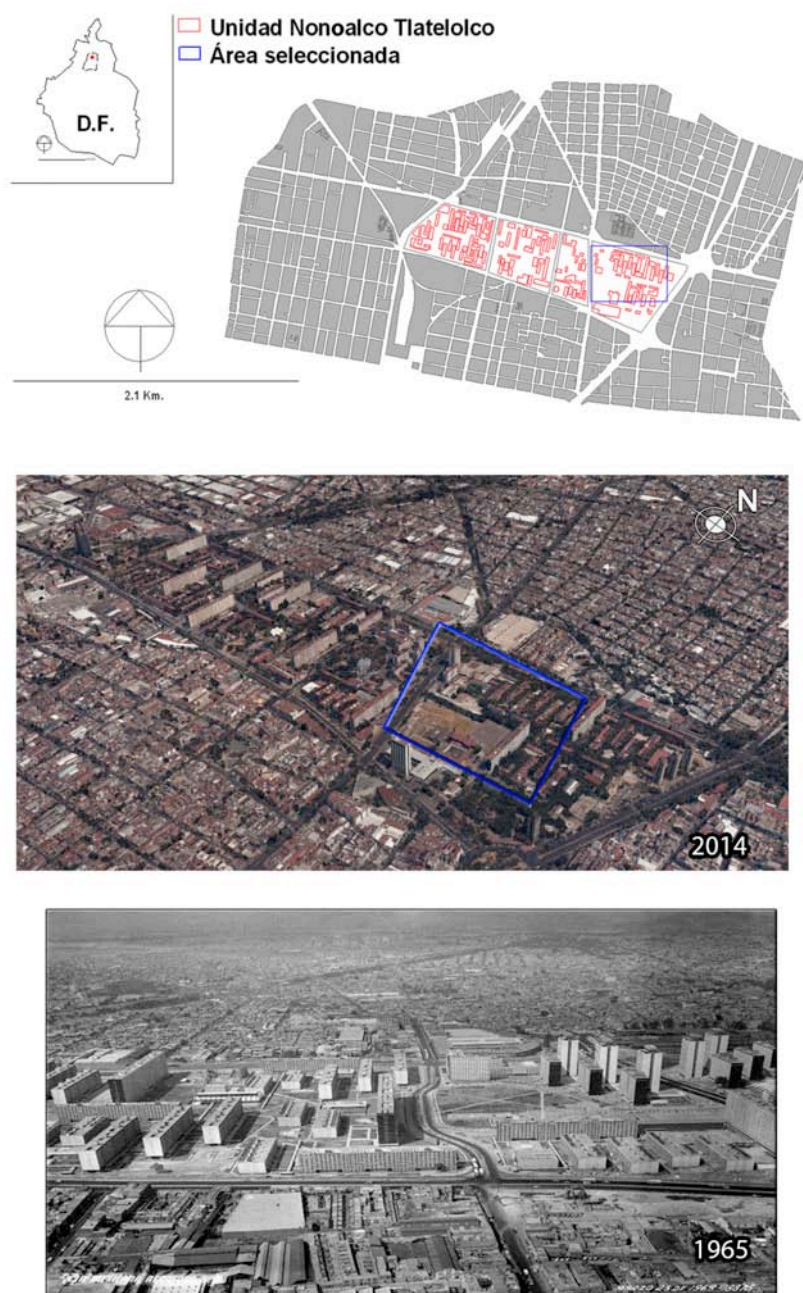 Unidad Nonoalco Tlatelolco
Área seleccionada
D.F.
2.1 Km.
N
2014
1965